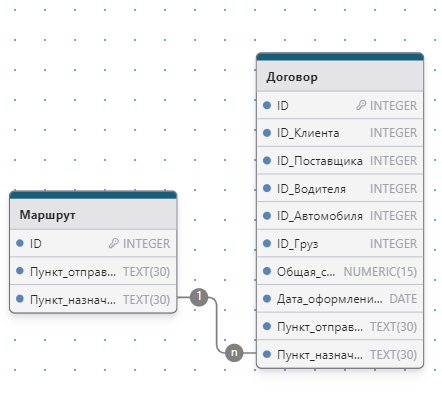 Договор
ID INTEGER
ID_Клиента INTEGER
ID_Поставщика INTEGER
ID_Водителя INTEGER
ID_Автомобиля INTEGER
ID_Груз INTEGER
Общая_с... NUMERIC(15)
Дата_оформлени... DATE
Пункт_отправ... TEXT(30)
Пункт_назнач... TEXT(30)
Маршрут
ID INTEGER
Пункт_отправ... TEXT(30)
Пункт_назнач... TEXT(30)
1
n